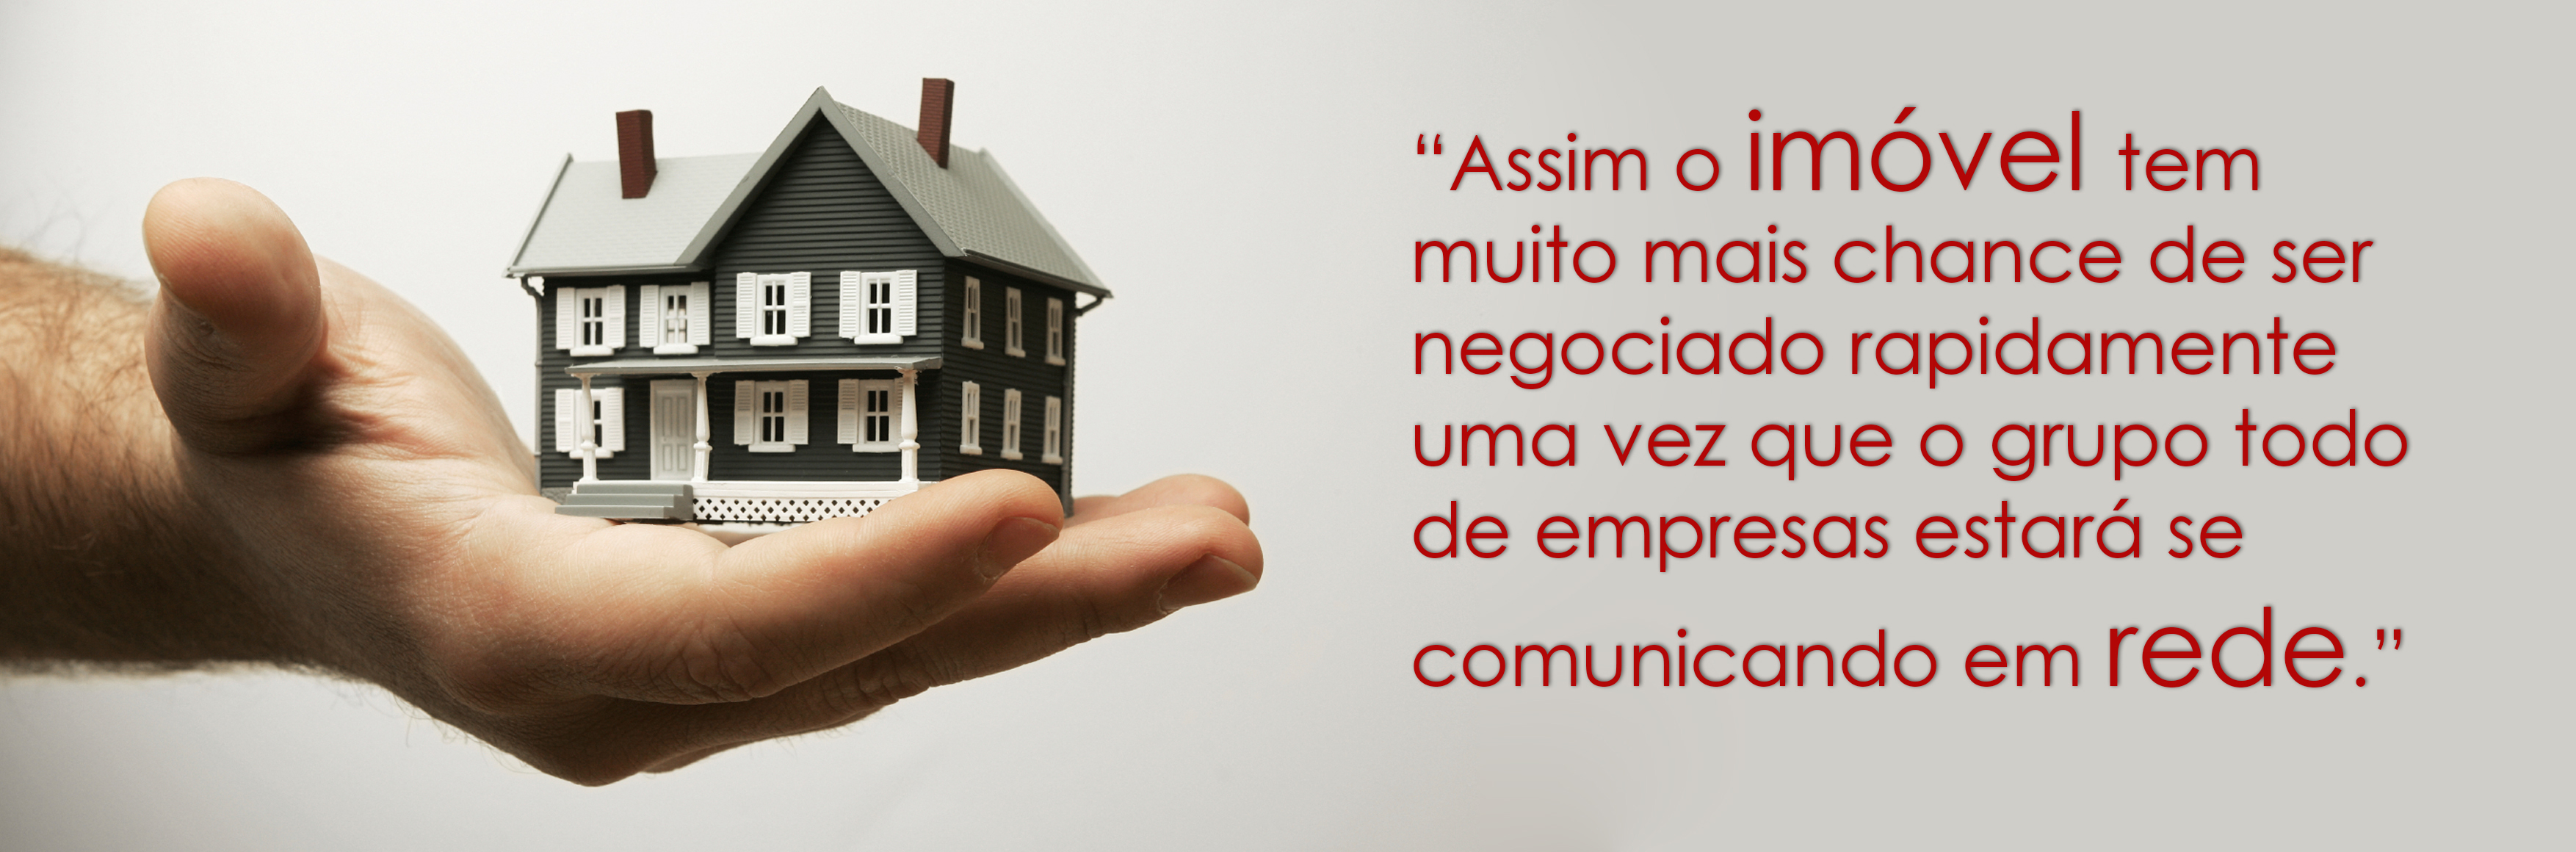 “Assim o imóvel tem
muito mais chance de ser
negociado rapidamente
uma vez que o grupo todo
de empresas estará se
comunicando em rede.”